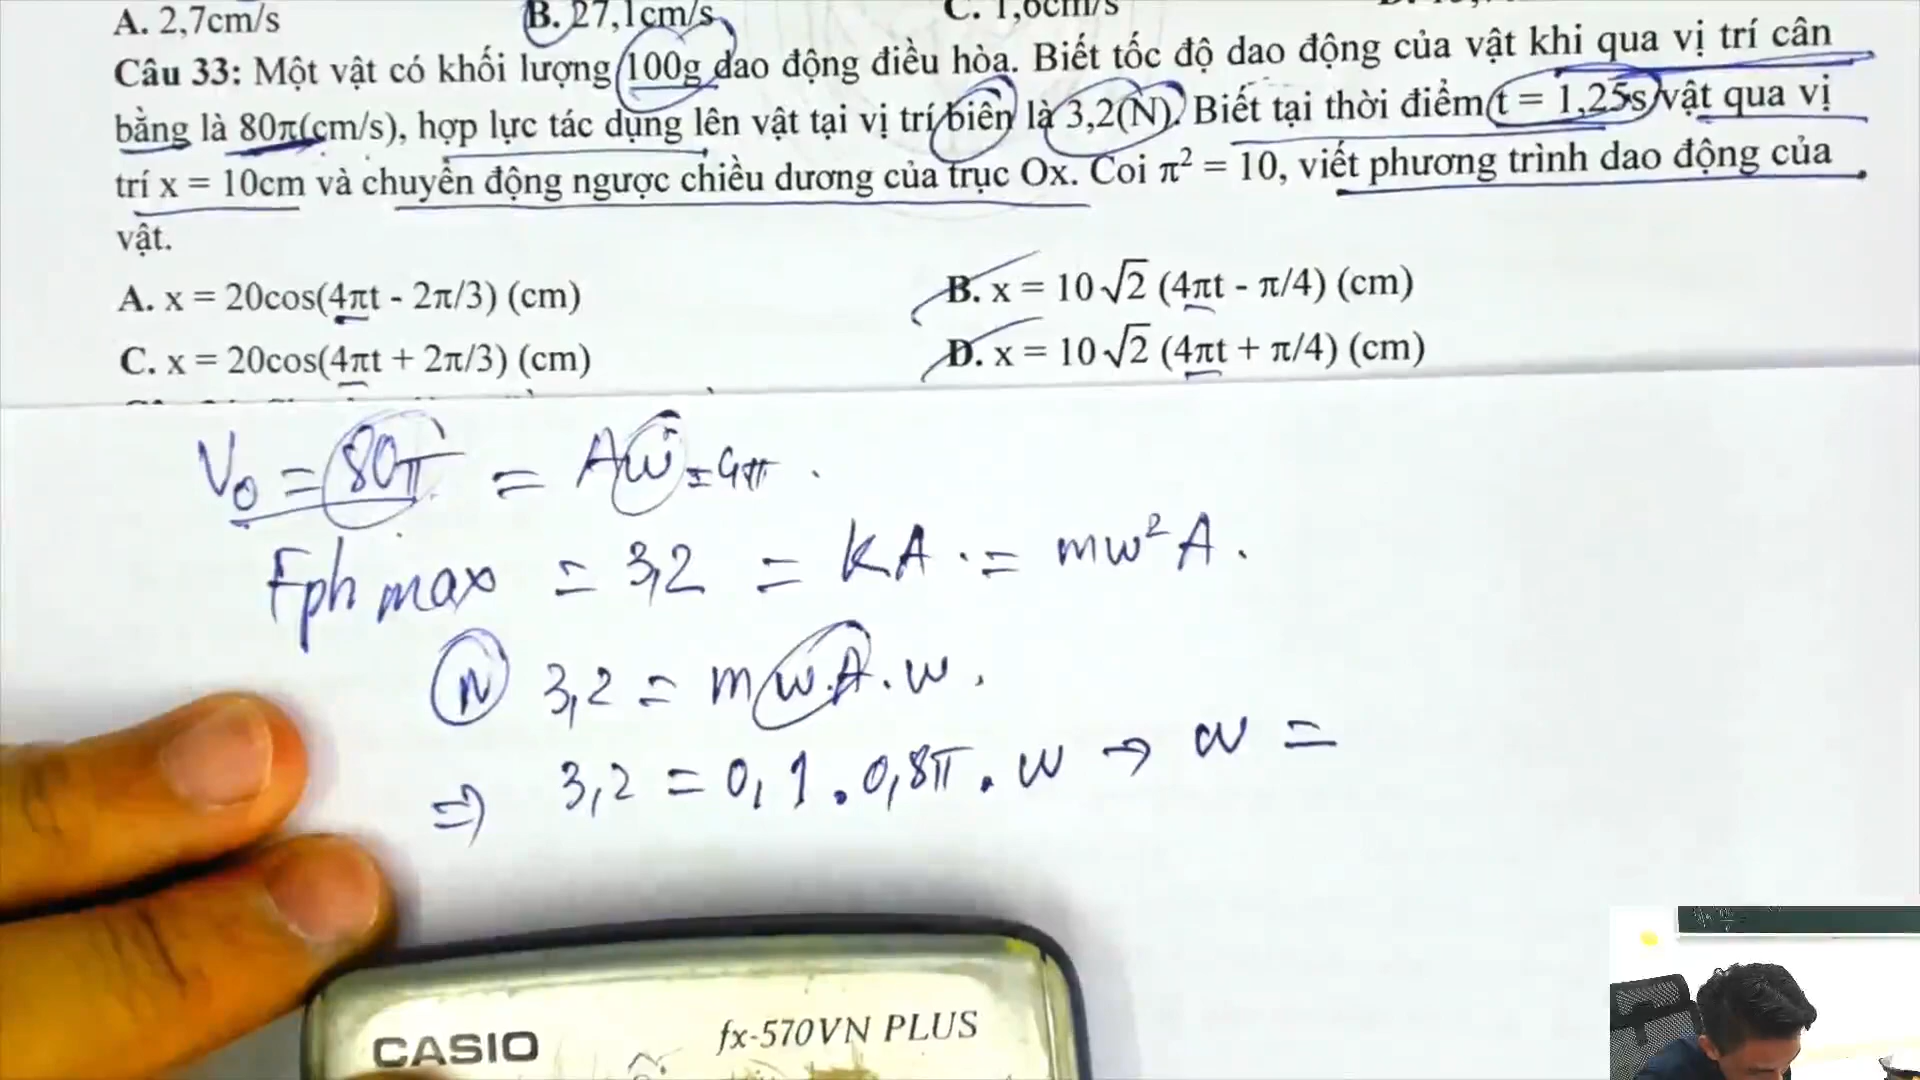 A. 2,7cm/s B. 27,1cm/s C. 1,6cm/s
Câu 33: Một vật có khối lượng 100g dao động điều hòa. Biết tốc độ dao động của vật khi qua vị trí cân
bằng là 80π(cm/s), hợp lực tác dụng lên vật tại vị trí biên là 3,2(N). Biết tại thời điểm t = 1,25s vật qua vị
trí x = 10cm và chuyển động ngược chiều dương của trục Ox. Coi π² = 10, viết phương trình dao động của
vật.
A. x = 20cos(4πt - 2π/3) (cm) B. x = 10√2 (4πt - π/4) (cm)
C. x = 20cos(4πt + 2π/3) (cm) D. x = 10√2 (4πt + π/4) (cm)
V₀ = 80π = Aω = 4π .
Fph max = 3,2 = KA . = mω²A .
(N) 3,2 = mω.A.ω .
⇒ 3,2 = 0,1 . 0,8π . ω → ω =
CASIO fx-570VN PLUS